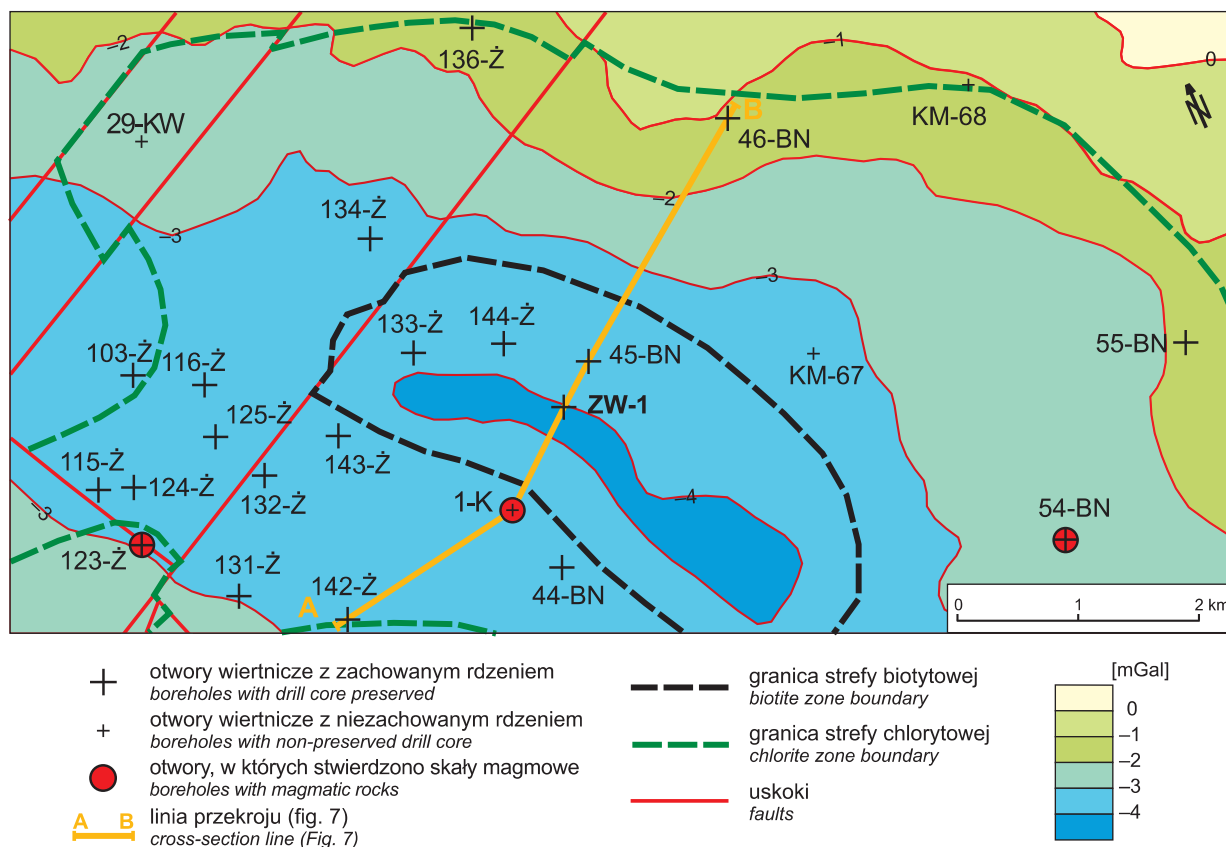 –2
136-Ż
–1
0
N
29-KW
B
46-BN
KM-68
134-Ż
–2
–3
–3
133-Ż
144-Ż
45-BN
KM-67
55-BN
103-Ż
116-Ż
ZW-1
125-Ż
143-Ż
115-Ż
124-Ż
132-Ż
1-K
–4
54-BN
–3
123-Ż
131-Ż
142-Ż
44-BN
A
0 1 2 km
otwory wiertnicze z zachowanym rdzeniem
boreholes with drill core preserved
otwory wiertnicze z niezachowanym rdzeniem
boreholes with non-preserved drill core
otwory, w których stwierdzono skały magmowe
boreholes with magmatic rocks
A B
linia przekroju (fig. 7)
cross-section line (Fig. 7)
granica strefy biotytowej
biotite zone boundary
granica strefy chlorytowej
chlorite zone boundary
uskoki
faults
[mGal]
0
–1
–2
–3
–4